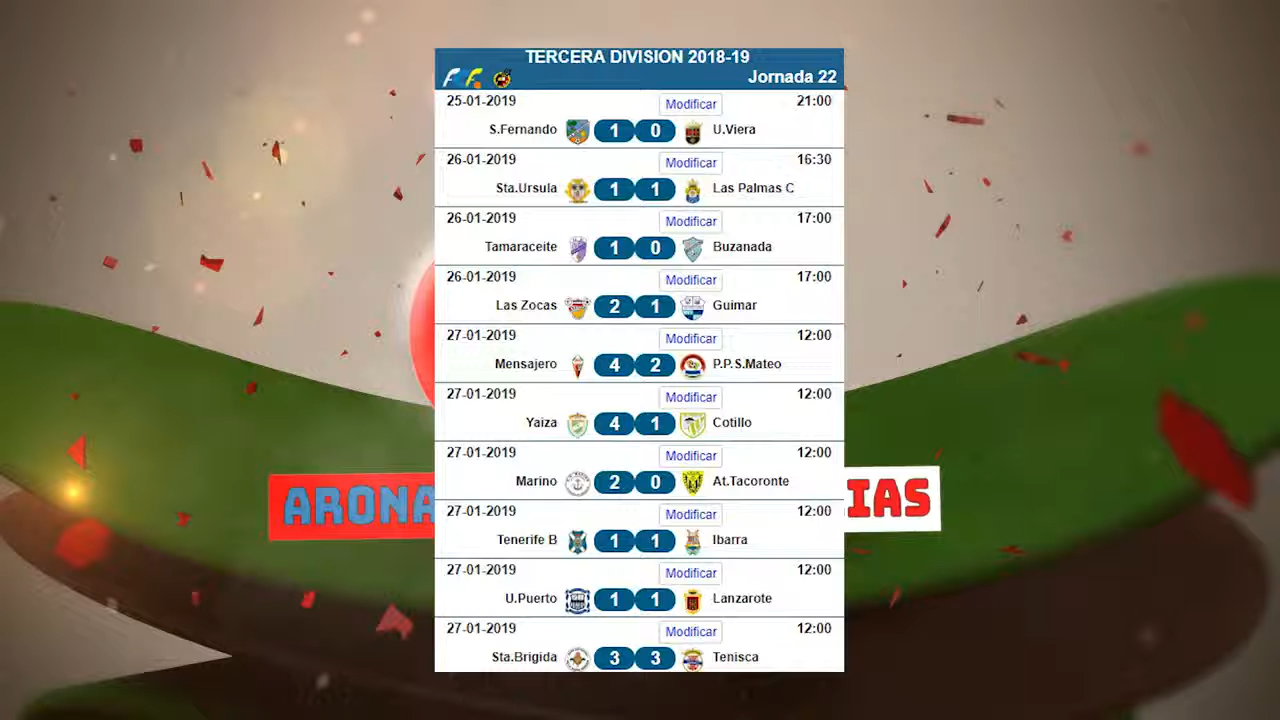 TERCERA DIVISION 2018-19
Jornada 22
25-01-2019 Modificar 21:00
S.Fernando 1 0 U.Viera
26-01-2019 Modificar 16:30
Sta.Ursula 1 1 Las Palmas C
26-01-2019 Modificar 17:00
Tamaraceite 1 0 Buzanada
26-01-2019 Modificar 17:00
Las Zocas 2 1 Guimar
27-01-2019 Modificar 12:00
Mensajero 4 2 P.P.S.Mateo
27-01-2019 Modificar 12:00
Yaiza 4 1 Cotillo
27-01-2019 Modificar 12:00
Marino 2 0 At.Tacoronte
ARONA IAS
27-01-2019 Modificar 12:00
Tenerife B 1 1 Ibarra
27-01-2019 Modificar 12:00
U.Puerto 1 1 Lanzarote
27-01-2019 Modificar 12:00
Sta.Brigida 3 3 Tenisca